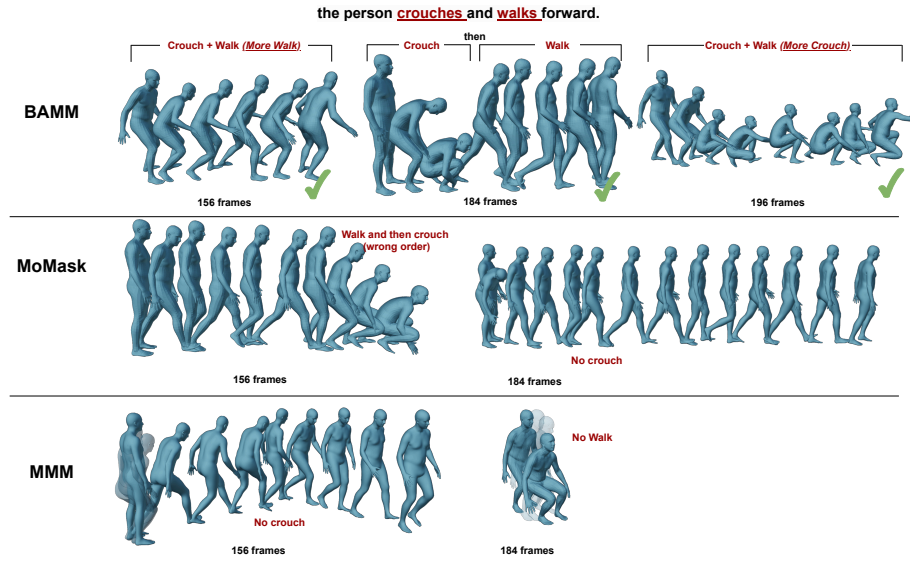 the person crouches and walks forward.
Crouch + Walk (More Walk)
Crouch
then
Walk
Crouch + Walk (More Crouch)
BAMM
156 frames
184 frames
196 frames
MoMask
Walk and then crouch
(wrong order)
No crouch
156 frames
184 frames
MMM
No Walk
No crouch
156 frames
184 frames